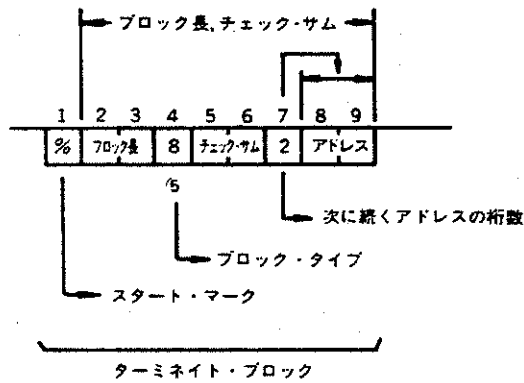 ブロック長,チェック・サム
1 2 3 4 5 6 7 8 9
% ブロック長 8 チェック・サム 2 アドレス
5
次に続くアドレスの桁数
ブロック・タイプ
スタート・マーク
ターミネイト・ブロック